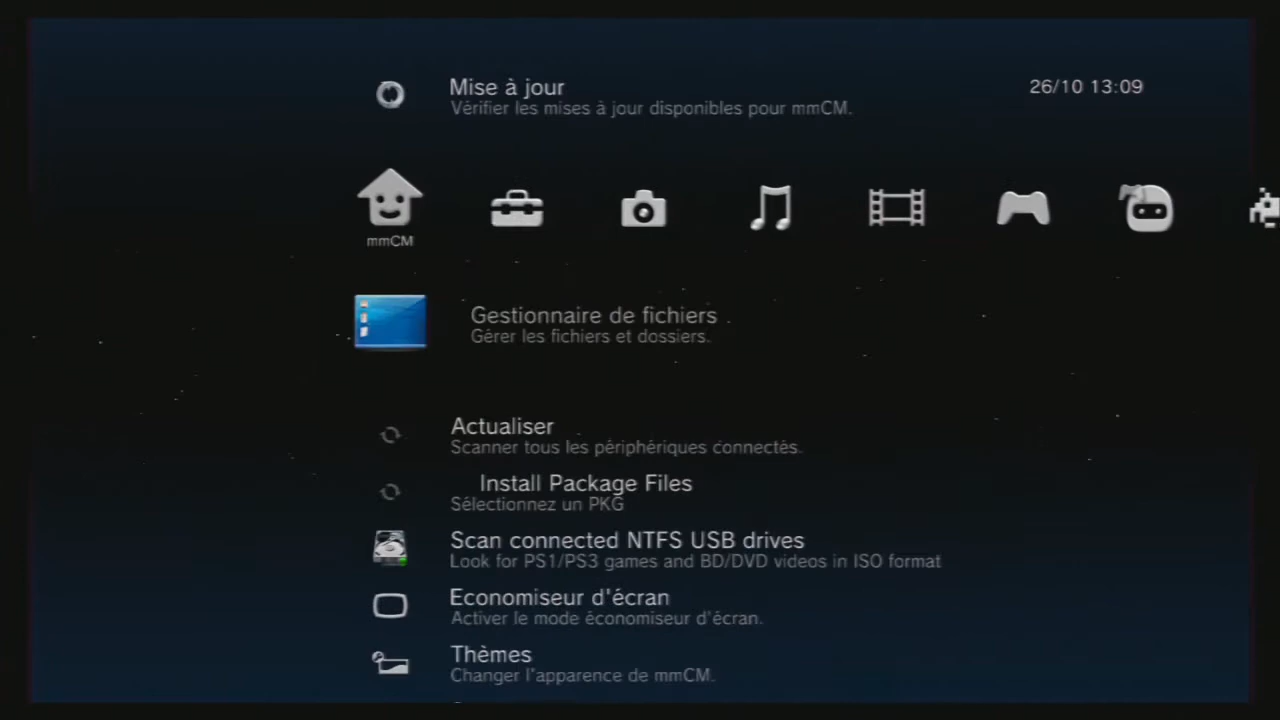 Mise à jour
Vérifier les mises à jour disponibles pour mmCM.
26/10 13:09
mmCM
Gestionnaire de fichiers
Gérer les fichiers et dossiers.
Actualiser
Scanner tous les périphériques connectés.
Install Package Files
Sélectionnez un PKG
Scan connected NTFS USB drives
Look for PS1/PS3 games and BD/DVD videos in ISO format
Economiseur d'écran
Activer le mode économiseur d'écran.
Thèmes
Changer l'apparence de mmCM.